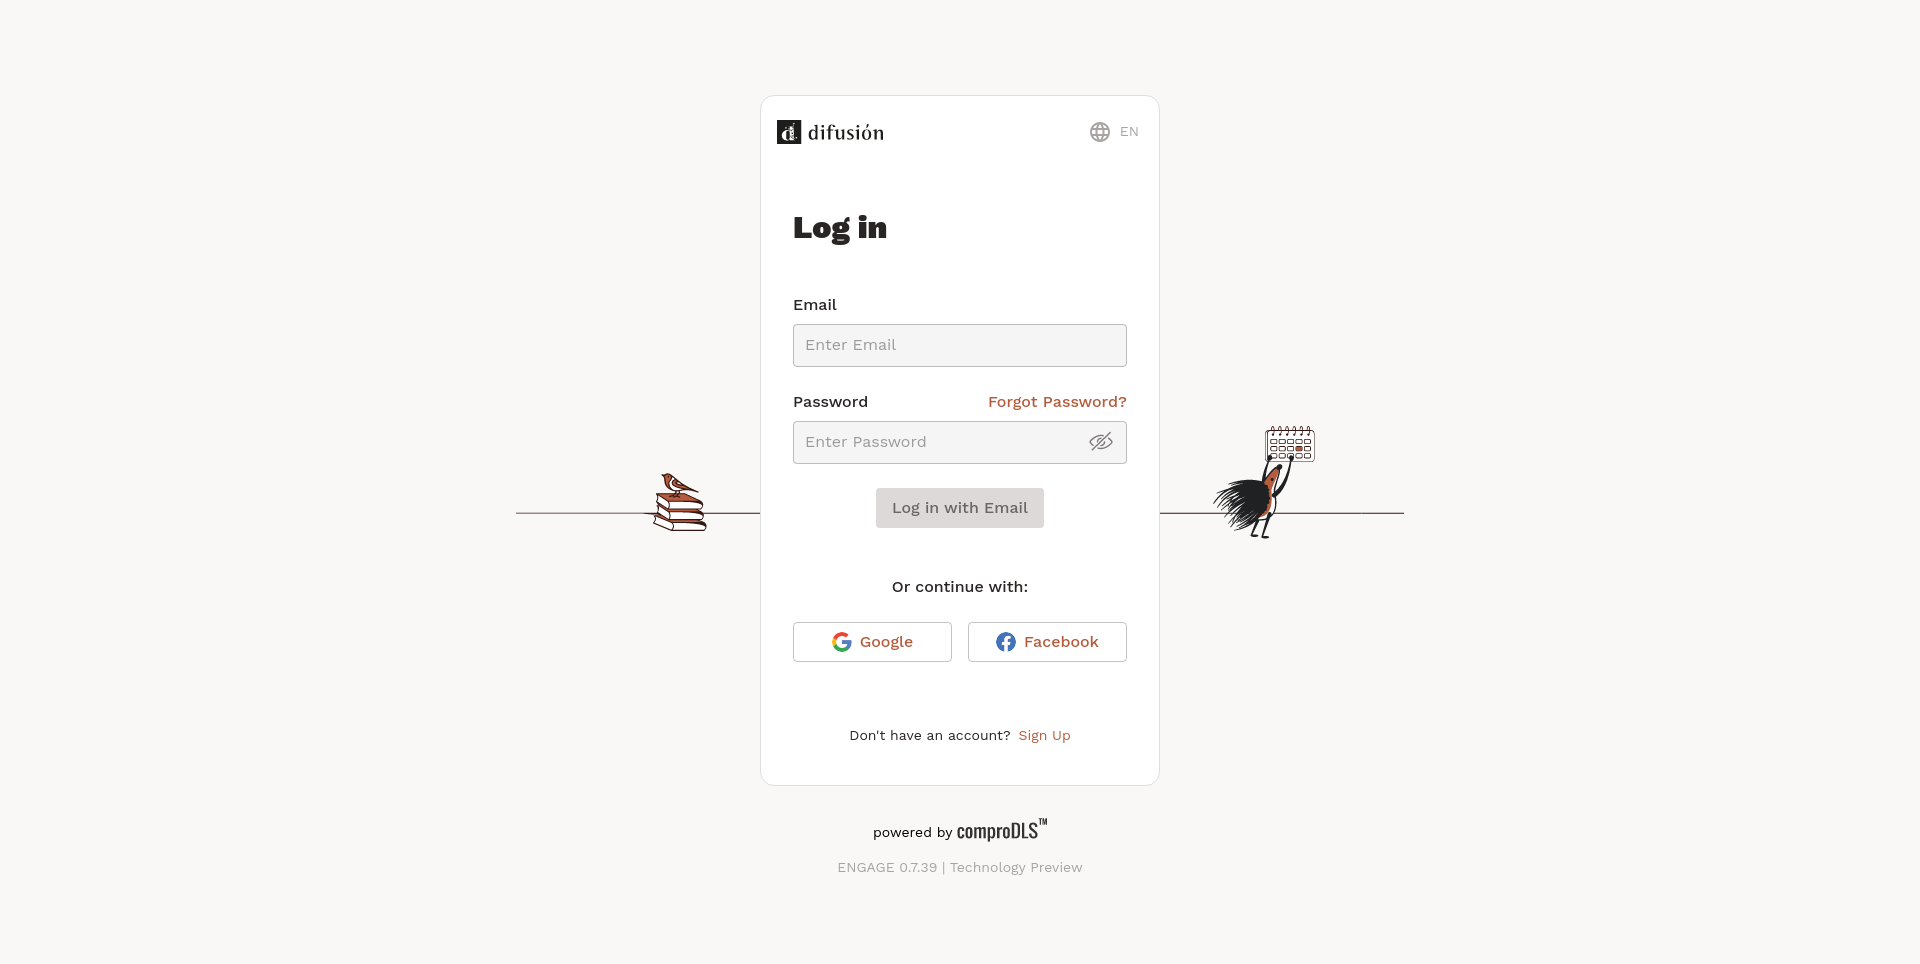 difusión
EN
Log in
Email
Enter Email
Password
Forgot Password?
Enter Password
Log in with Email
Or continue with:
Google
Facebook
Don't have an account? Sign Up
powered by comproDLS™
ENGAGE 0.7.39 | Technology Preview